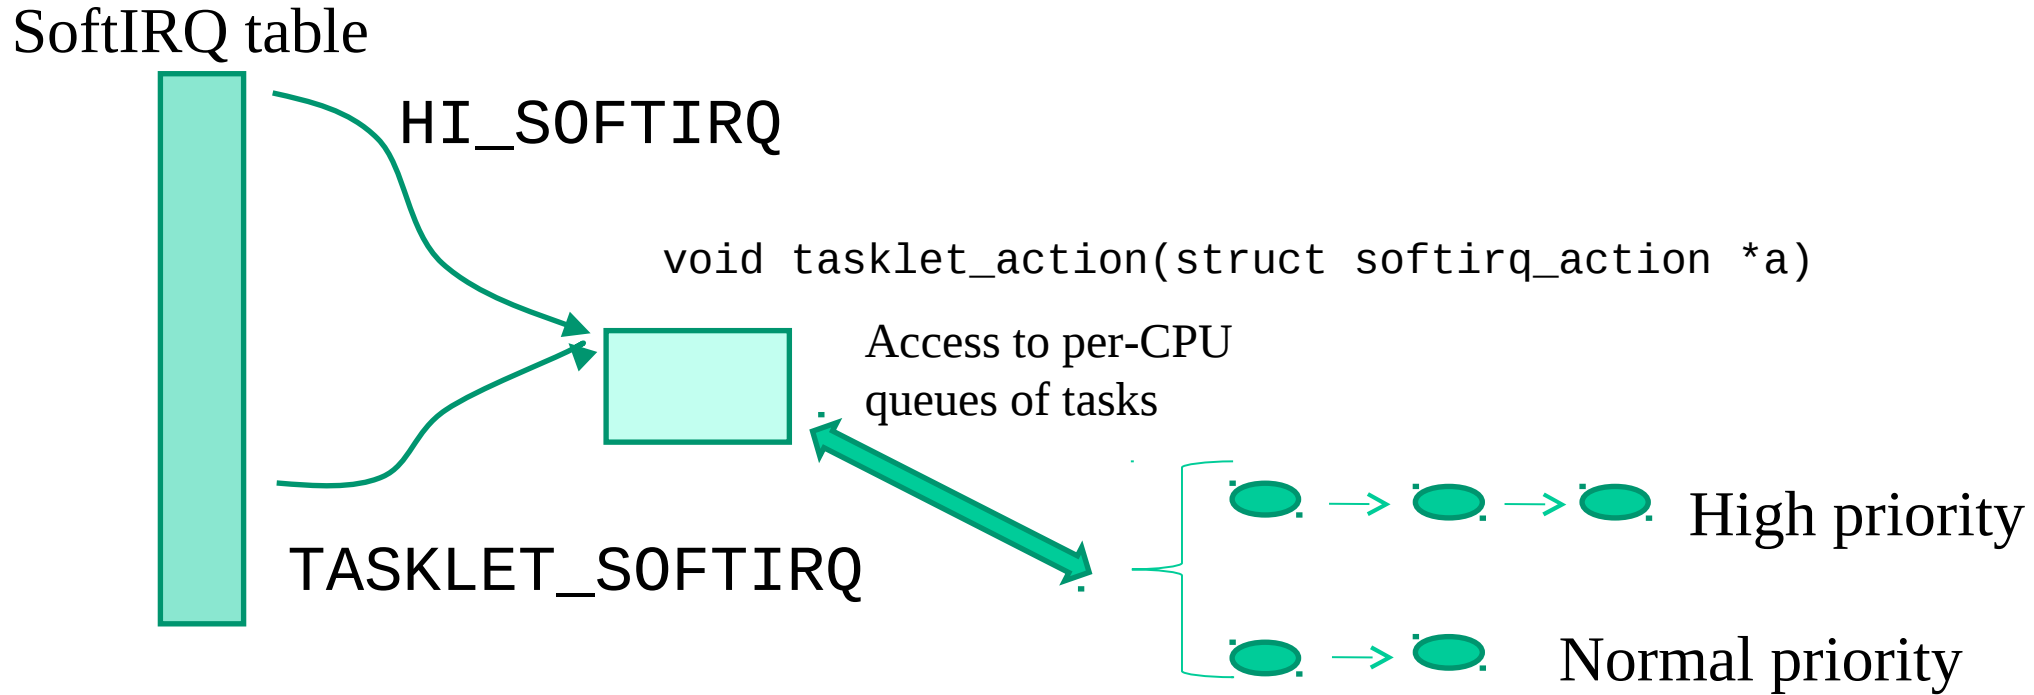 SoftIRQ table
HI_SOFTIRQ
void tasklet_action(struct softirq_action *a)
Access to per-CPU
queues of tasks
High priority
TASKLET_SOFTIRQ
Normal priority